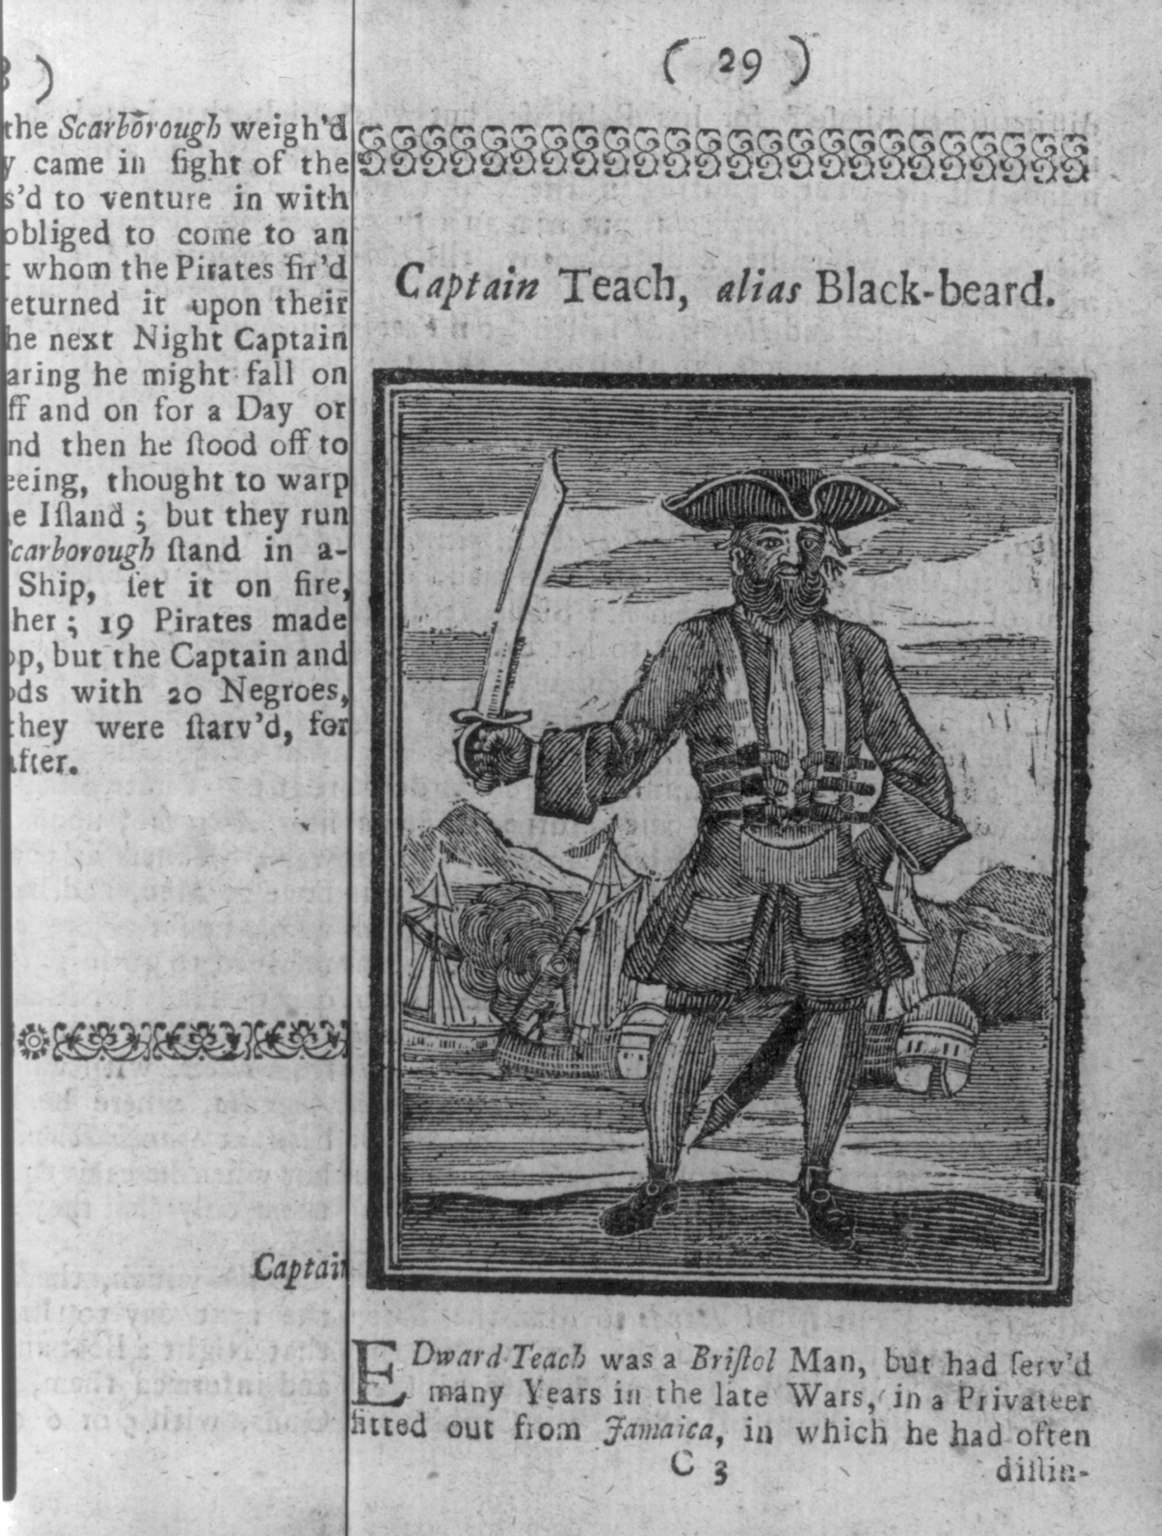 )
the Scarborough weigh'd
came in ſight of the
s'd to venture in with
obliged to come to an
whom the Pirates fir'd
returned it upon their
he next Night Captain
aring he might fall on
ff and on for a Day or
nd then he ſtood off to
eeing, thought to warp
e Iſland ; but they run
Scarborough ſtand in a-
Ship, ſet it on fire,
her ; 19 Pirates made
op, but the Captain and
ods with 20 Negroes,
they were ſtarv'd, for
after.
Captain
( 29 )
Captain Teach, alias Black-beard.
EDward Teach was a Briſtol Man, but had ſerv'd
many Years in the late Wars, in a Privateer
fitted out from Jamaica, in which he had often
C 3
diſtin-